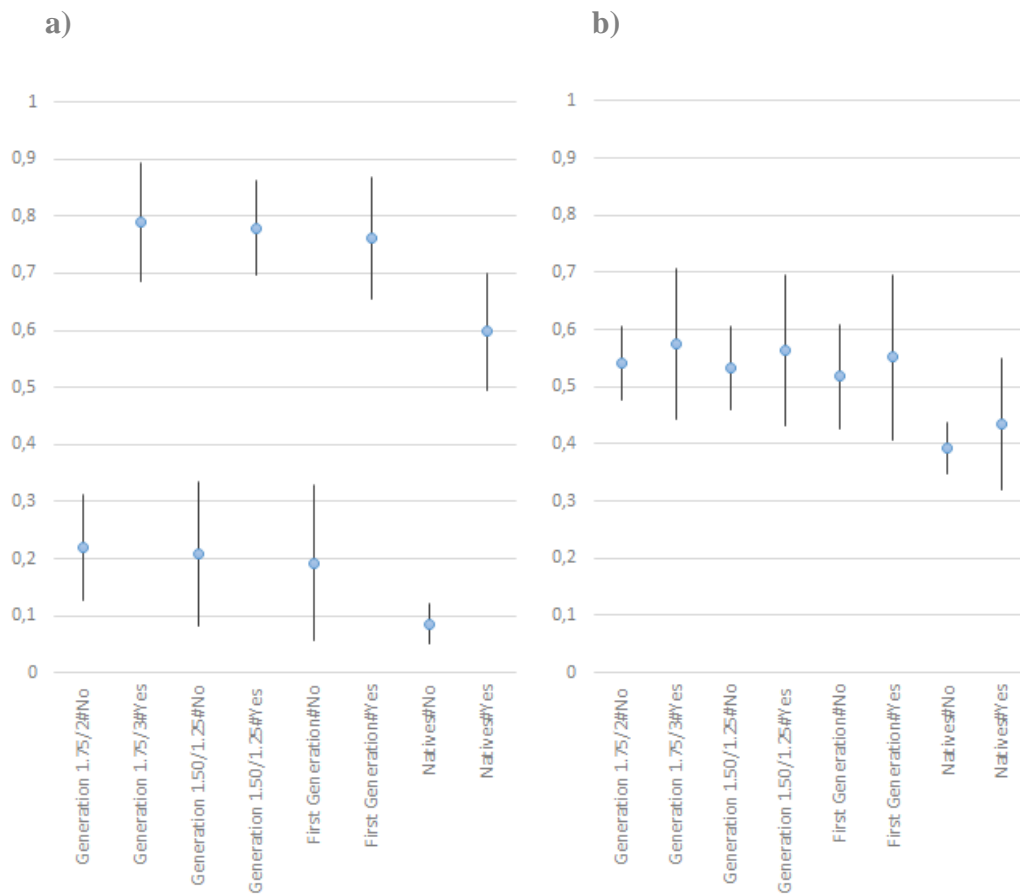 a)
b)
1
0,9
0,8
0,7
0,6
0,5
0,4
0,3
0,2
0,1
0
Generation 1.75/2#No
Generation 1.75/3#Yes
Generation 1.50/1.25#No
Generation 1.50/1.25#Yes
First Generation#No
First Generation#Yes
Natives#No
Natives#Yes
1
0,9
0,8
0,7
0,6
0,5
0,4
0,3
0,2
0,1
0
Generation 1.75/2#No
Generation 1.75/3#Yes
Generation 1.50/1.25#No
Generation 1.50/1.25#Yes
First Generation#No
First Generation#Yes
Natives#No
Natives#Yes